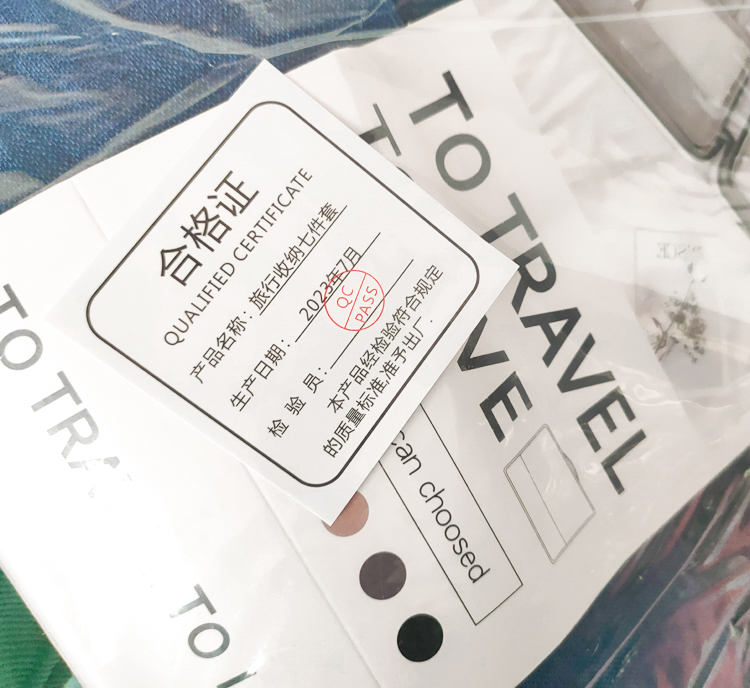 合格证
QUALIFIED CERTIFICATE
产品名称：旅行收纳七件套
生产日期：2023年7月
检 验 员：
QC
PASS
本产品经检验符合规定
的质量标准,准予出厂.
TO TRAVEL
can choosed
TO TRA
TO